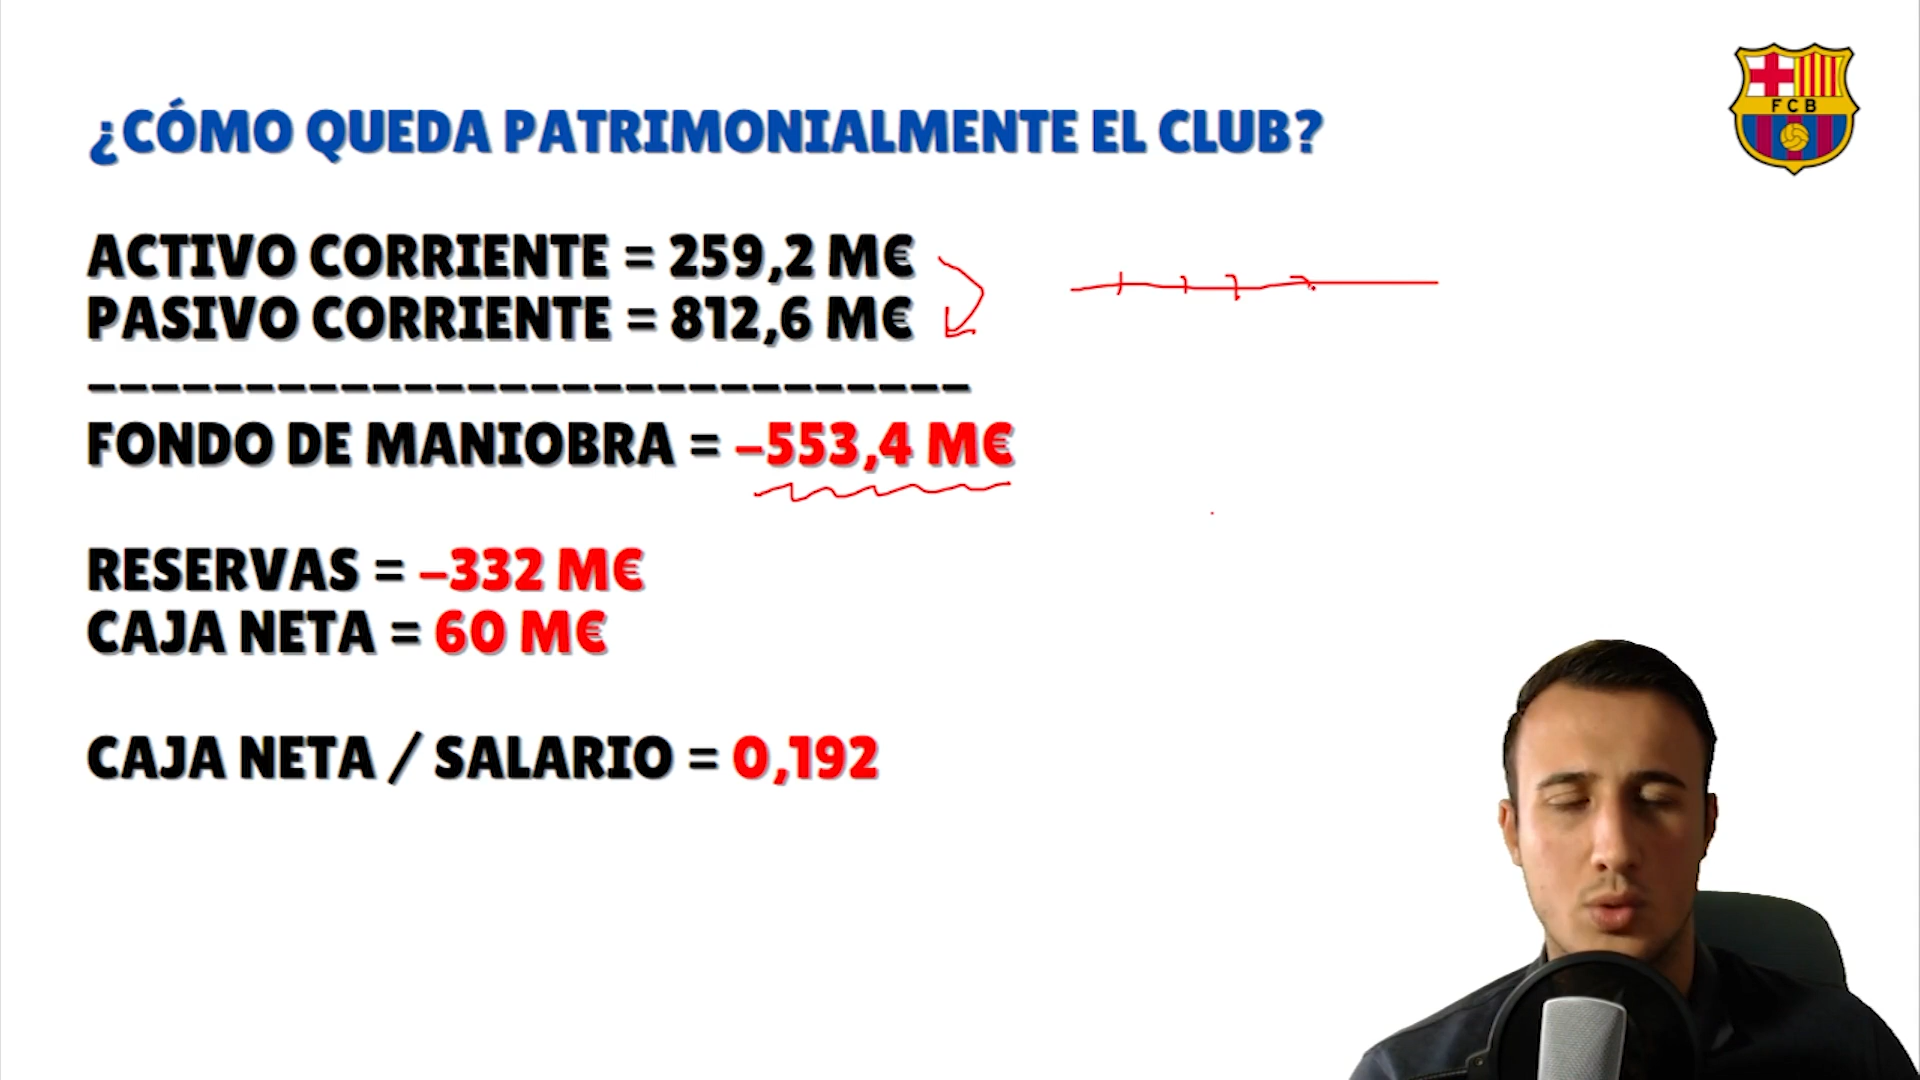 ¿CÓMO QUEDA PATRIMONIALMENTE EL CLUB?
FCB
ACTIVO CORRIENTE = 259,2 M€
PASIVO CORRIENTE = 812,6 M€
–––––––––––––––––––––––––––––
FONDO DE MANIOBRA = –553,4 M€
RESERVAS = –332 M€
CAJA NETA = 60 M€
CAJA NETA / SALARIO = 0,192